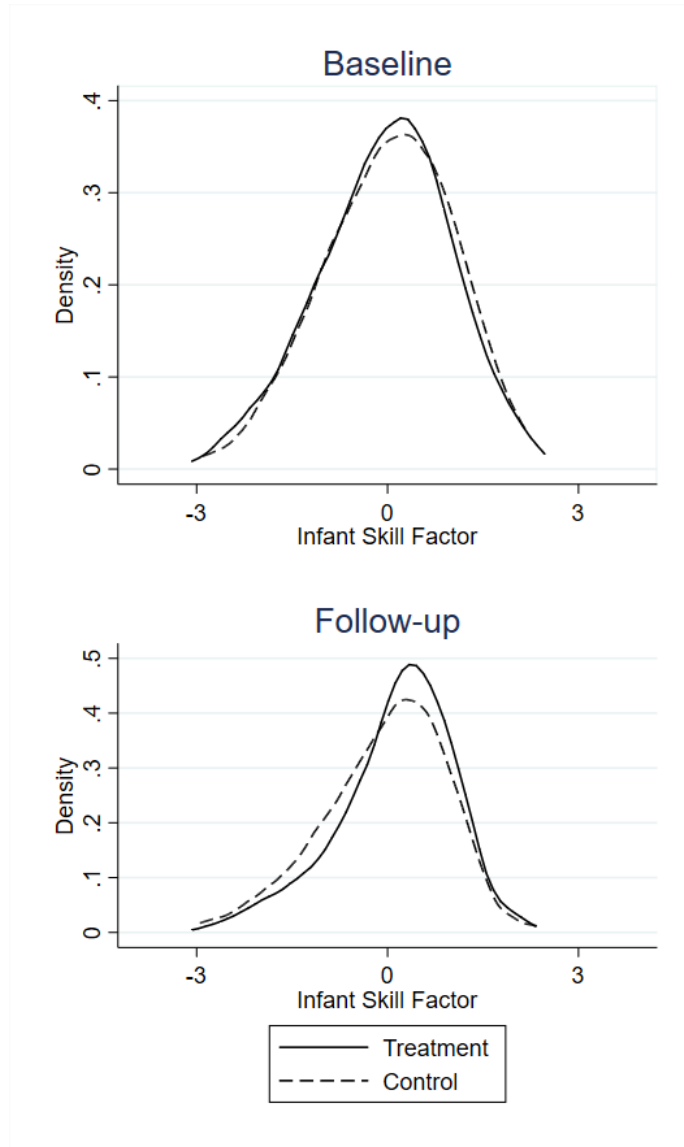 Baseline
.4
.3
.2
.1
0
Density
-3 0 3
Infant Skill Factor
Follow-up
.5
.4
.3
.2
.1
0
Density
-3 0 3
Infant Skill Factor
Treatment
Control